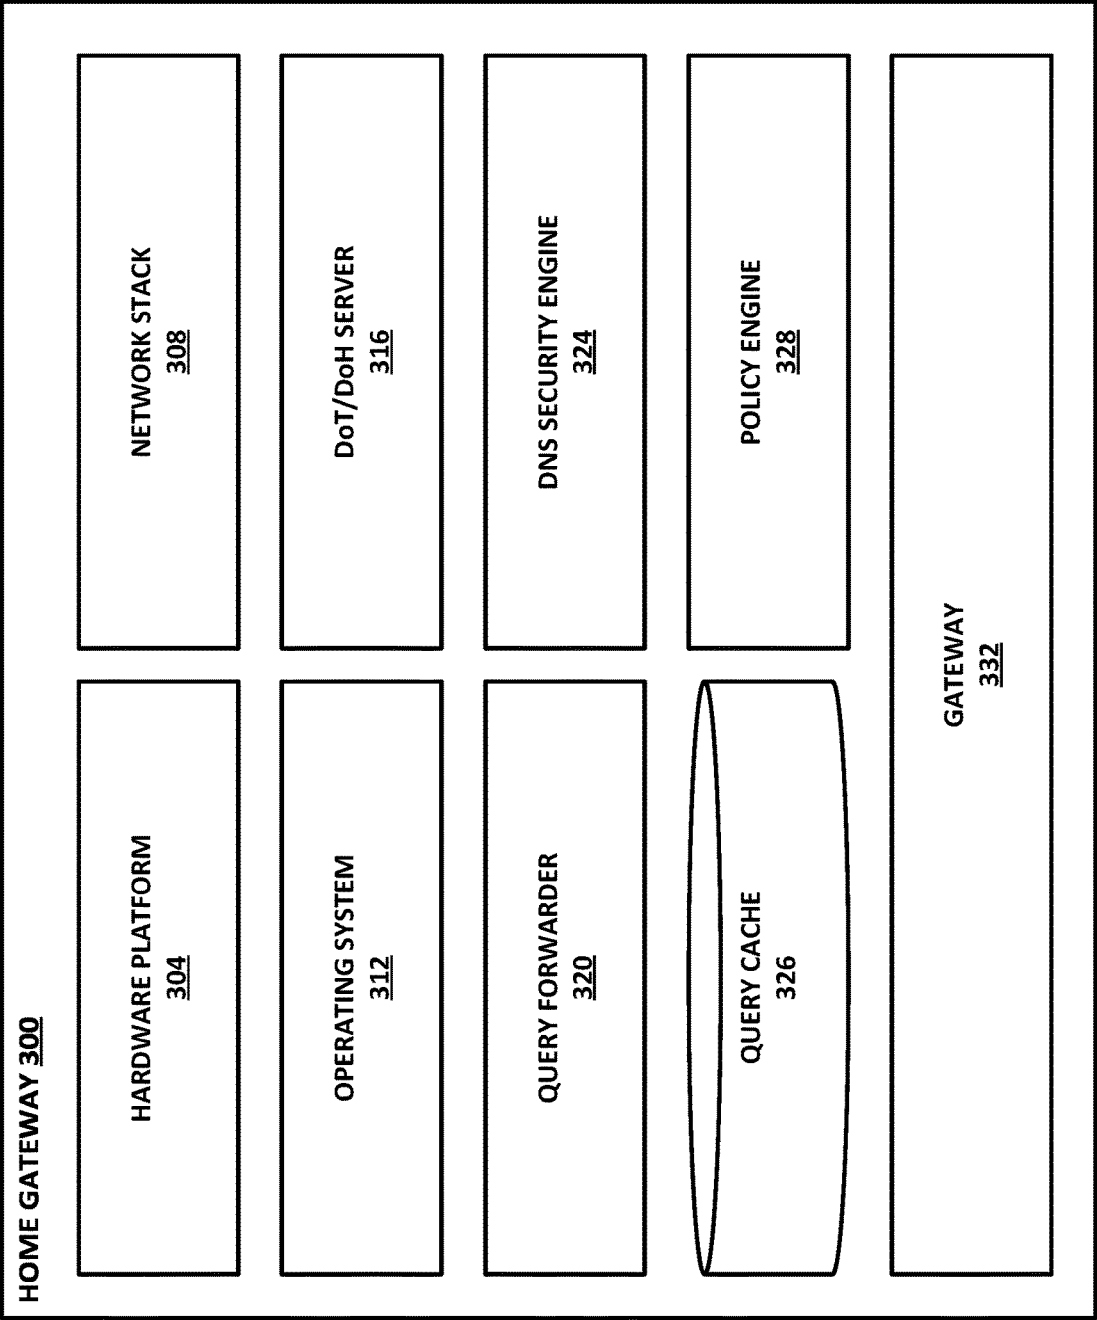 HOME GATEWAY 300
HARDWARE PLATFORM
304
NETWORK STACK
308
OPERATING SYSTEM
312
DoT/DoH SERVER
316
QUERY FORWARDER
320
DNS SECURITY ENGINE
324
QUERY CACHE
326
POLICY ENGINE
328
GATEWAY
332